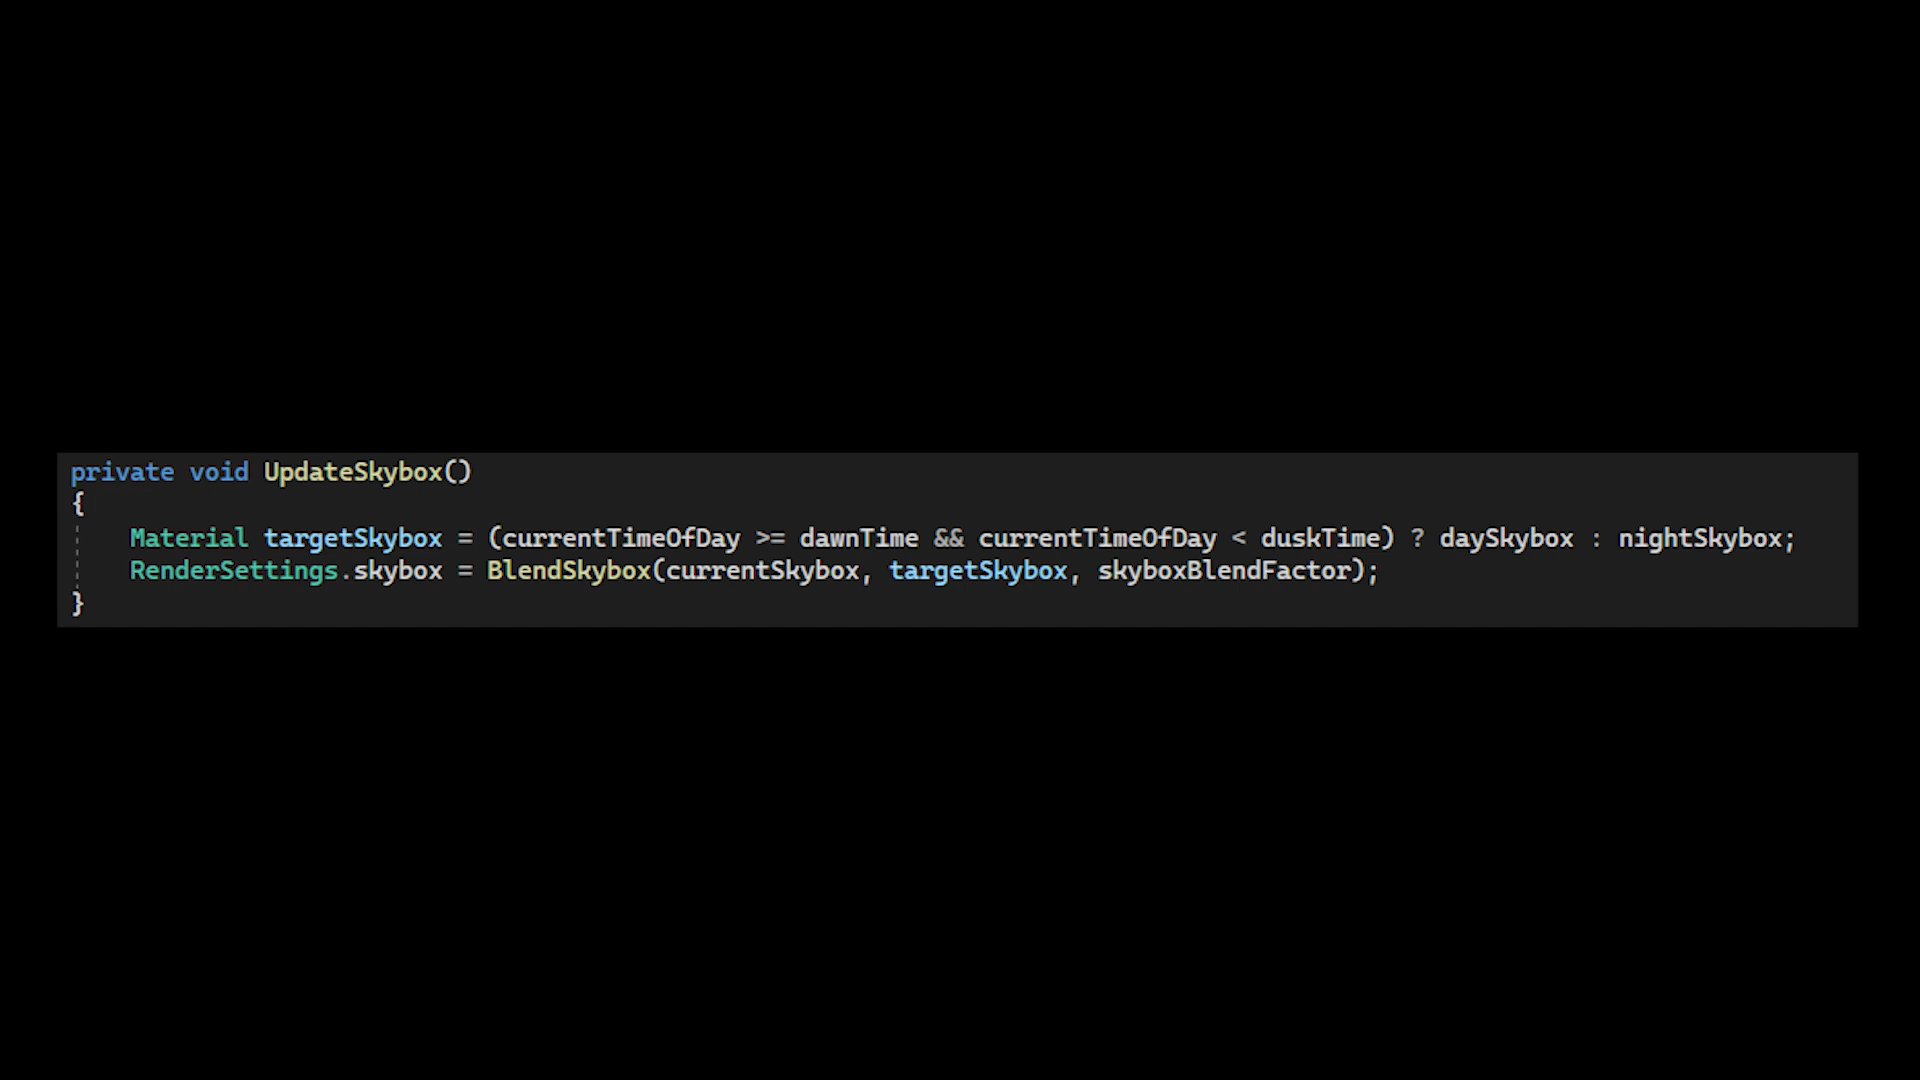 private void UpdateSkybox()
{
    Material targetSkybox = (currentTimeOfDay >= dawnTime && currentTimeOfDay < duskTime) ? daySkybox : nightSkybox;
    RenderSettings.skybox = BlendSkybox(currentSkybox, targetSkybox, skyboxBlendFactor);
}